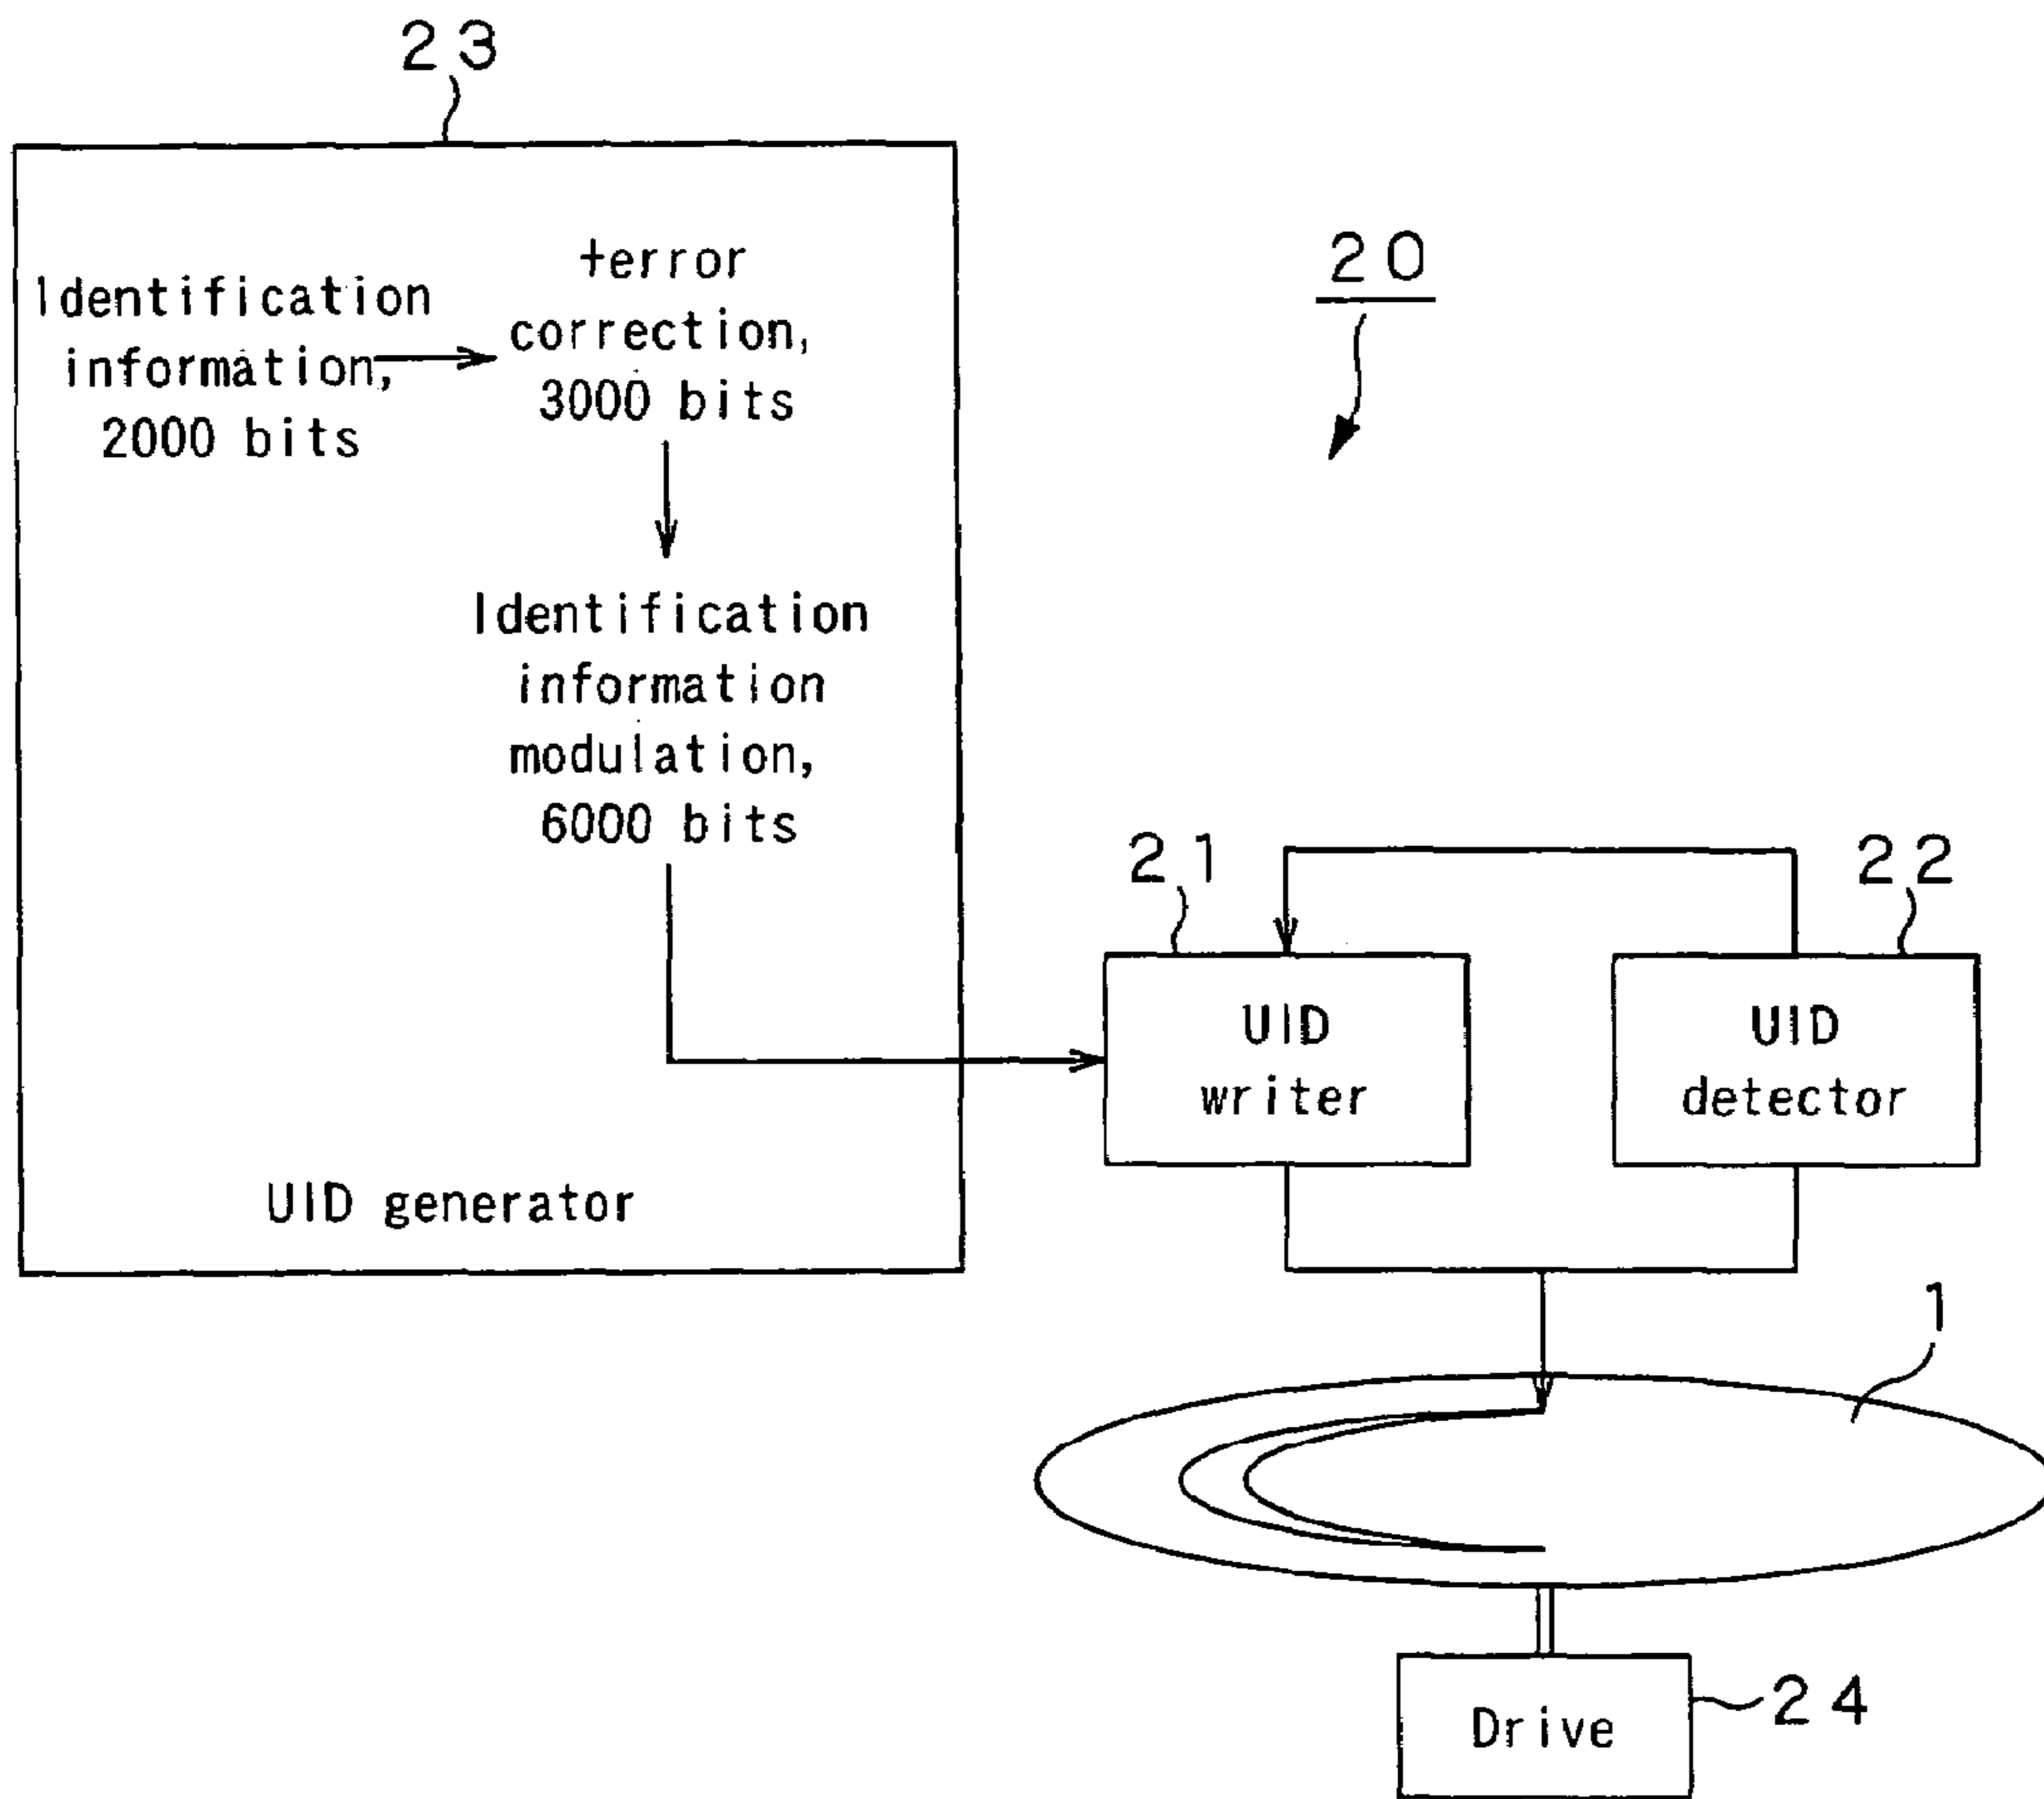 23
Identification
information,
2000 bits
+error
correction,
3000 bits
Identification
information
modulation,
6000 bits
UID generator
20
21
UID
writer
22
UID
detector
1
Drive
24